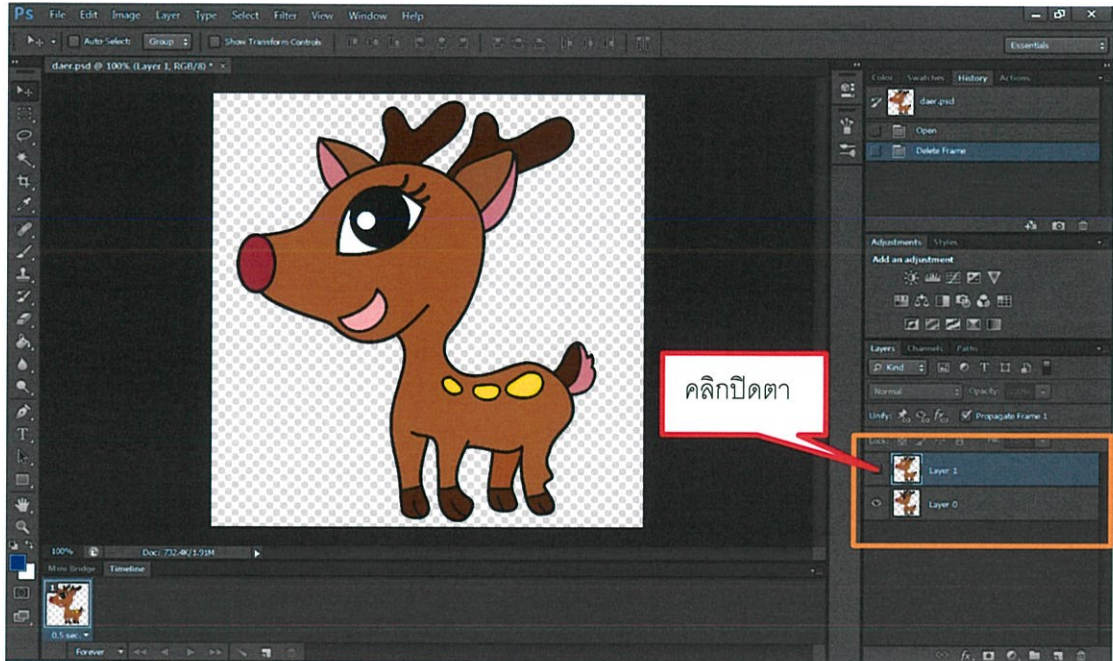 Ps File Edit Image Layer Type Select Filter View Window Help
Auto-Select: Group Show Transform Controls Essentials
daer.psd @ 100% (Layer 1, RGB/8) * ×
Color Swatches History Actions
daer.psd
Open
Delete Frame
Adjustments Styles
Add an adjustment
Layers Channels Paths
Kind
Normal Opacity:
Unify: Propagate Frame 1
Lock:
คลิกปิดตา
Layer 1
Layer 0
100% Doc: 732.4K/1.91M
Mini Bridge Timeline
1
0.5 sec.
Forever